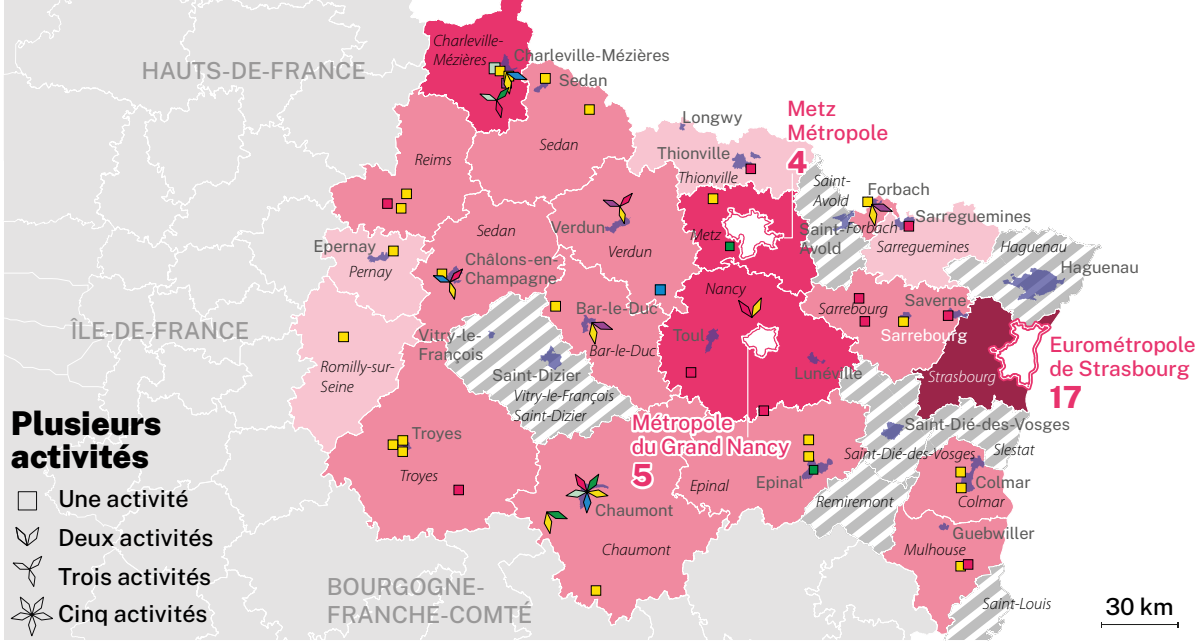 Charleville-
Mézières
Charleville-Mézières
HAUTS-DE-FRANCE
Sedan
Metz
Métropole
4
Longwy
Sedan
Thionville
Reims
Thionville
Saint-
Avold
Forbach
Sarreguemines
Saint-
Avold
Forbach
Verdun
Sedan
Metz
Epernay
Pernay
Verdun
Sarreguemines
Haguenau
Châlons-en-
Champagne
Haguenau
Nancy
Bar-le-Duc
Sarrebourg
Saverne
ÎLE-DE-FRANCE
Vitry-le-
François
Toul
Sarrebourg
Bar-le-Duc
Eurométropole
de Strasbourg
17
Romilly-sur-
Seine
Saint-Dizier
Lunéville
Strasbourg
Vitry-le-François
Saint-Dizier
Plusieurs
activités
Métropole
du Grand Nancy
5
Saint-Dié-des-Vosges
Troyes
Saint-Dié-des-Vosges
Slestat
Troyes
Epinal
Epinal
Colmar
Une activité
Chaumont
Remiremont
Colmar
Deux activités
Guebwiller
Chaumont
Mulhouse
Trois activités
BOURGOGNE-
FRANCHE-COMTÉ
Cinq activités
Saint-Louis
30 km